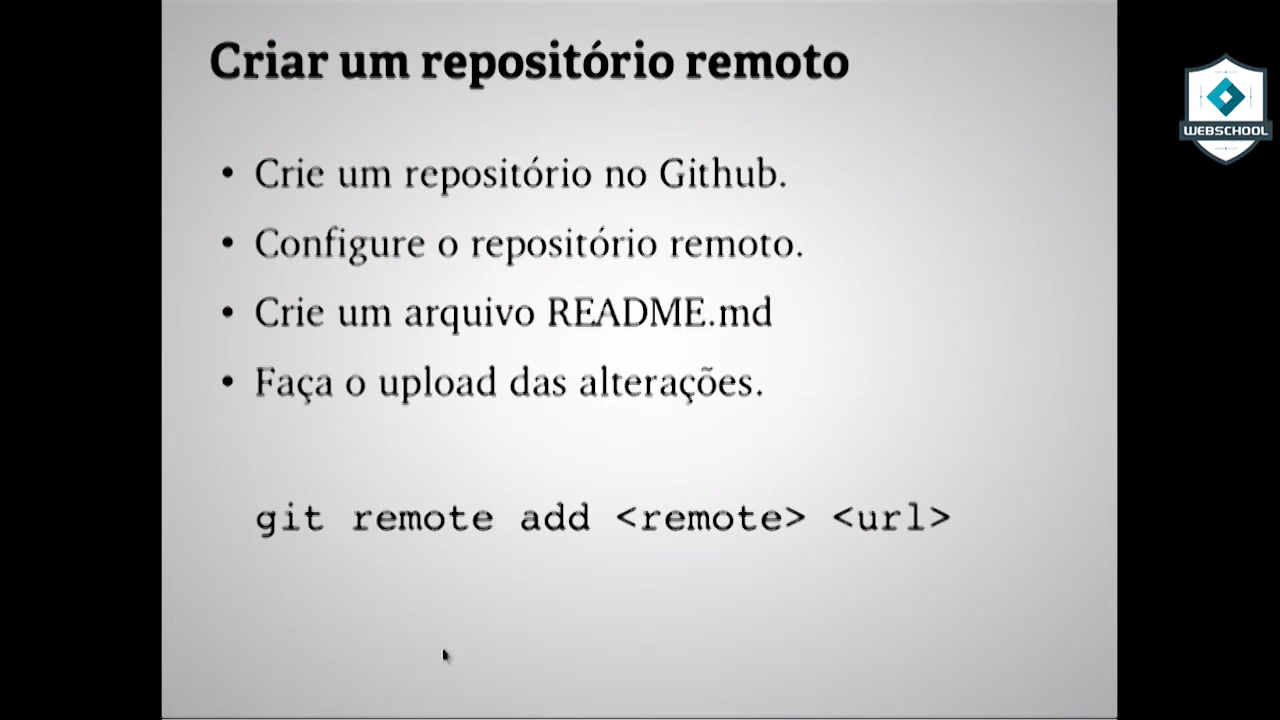 Criar um repositório remoto
WEBSCHOOL
• Crie um repositório no Github.
• Configure o repositório remoto.
• Crie um arquivo README.md
• Faça o upload das alterações.
git remote add <remote> <url>